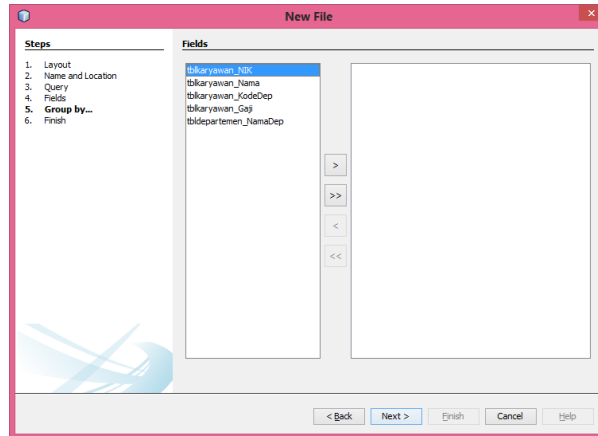 New File
Steps
1. Layout
2. Name and Location
3. Query
4. Fields
5. Group by...
6. Finish
Fields
tblkaryawan_NIK
tblkaryawan_Nama
tblkaryawan_KodeDep
tblkaryawan_Gaji
tbldepartemen_NamaDep
>
>>
<
<<
< Back Next > Finish Cancel Help